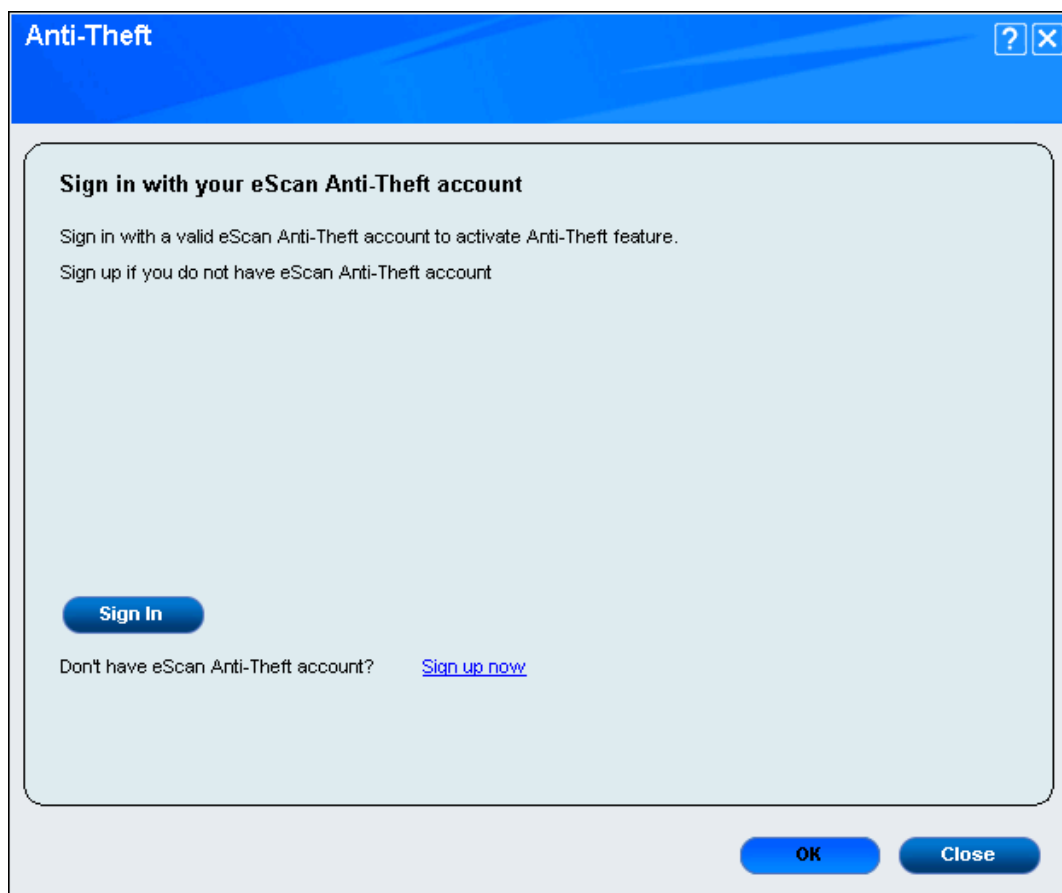 Anti-Theft
?
Sign in with your eScan Anti-Theft account
Sign in with a valid eScan Anti-Theft account to activate Anti-Theft feature.
Sign up if you do not have eScan Anti-Theft account
Sign In
Don't have eScan Anti-Theft account? Sign up now
OK Close